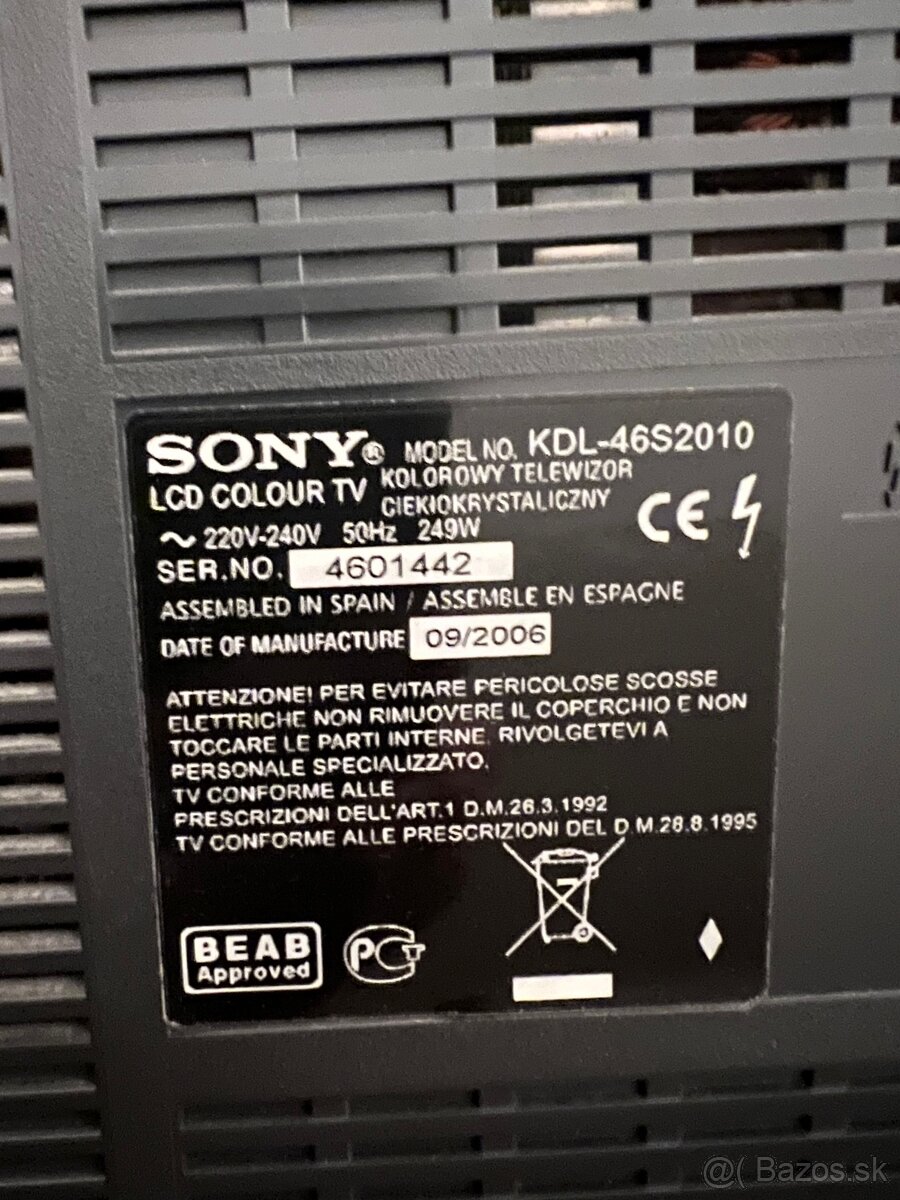 SONY® MODEL NO. KDL-46S2010
LCD COLOUR TV KOLOROWY TELEWIZOR
CIEKŁOKRYSTALICZNY
~ 220V-240V 50Hz 249W
CE
SER.NO. 4601442
ASSEMBLED IN SPAIN / ASSEMBLE EN ESPAGNE
DATE OF MANUFACTURE 09/2006
ATTENZIONE! PER EVITARE PERICOLOSE SCOSSE
ELETTRICHE NON RIMUOVERE IL COPERCHIO E NON
TOCCARE LE PARTI INTERNE. RIVOLGETEVI A
PERSONALE SPECIALIZZATO.
TV CONFORME ALLE
PRESCRIZIONI DELL'ART.1 D.M.26.3.1992
TV CONFORME ALLE PRESCRIZIONI DEL D.M.28.8.1995
BEAB
Approved
PCT
@( Bazos.sk